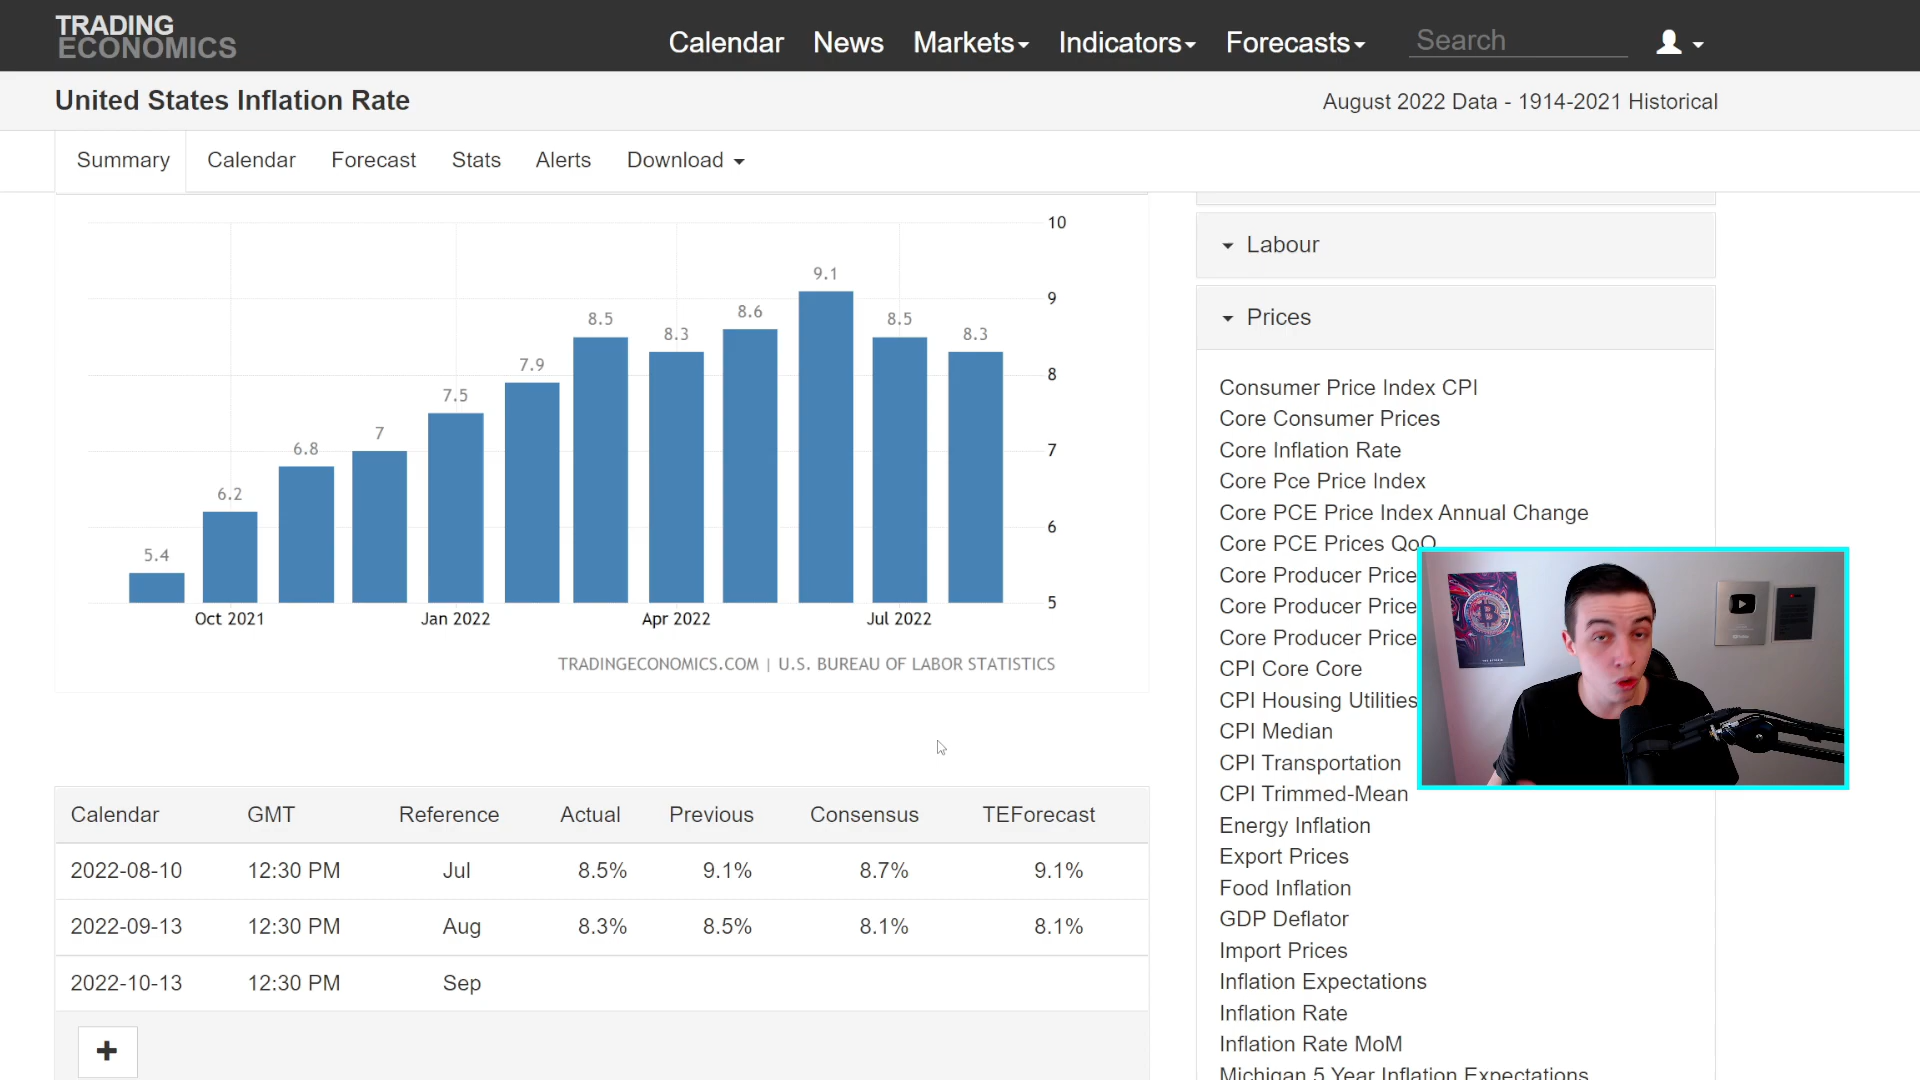 TRADING
ECONOMICS
Calendar News Markets Indicators Forecasts Search
United States Inflation Rate
August 2022 Data - 1914-2021 Historical
Summary Calendar Forecast Stats Alerts Download
10
9
8
7
6
5
5.4
6.2
6.8
7
7.5
7.9
8.5
8.3
8.6
9.1
8.5
8.3
Oct 2021 Jan 2022 Apr 2022 Jul 2022
TRADINGECONOMICS.COM | U.S. BUREAU OF LABOR STATISTICS
Calendar GMT Reference Actual Previous Consensus TEForecast
2022-08-10 12:30 PM Jul 8.5% 9.1% 8.7% 9.1%
2022-09-13 12:30 PM Aug 8.3% 8.5% 8.1% 8.1%
2022-10-13 12:30 PM Sep
+
Labour
Prices
Consumer Price Index CPI
Core Consumer Prices
Core Inflation Rate
Core Pce Price Index
Core PCE Price Index Annual Change
Core PCE Prices QoQ
Core Producer Price
Core Producer Price
Core Producer Price
CPI Core Core
CPI Housing Utilities
CPI Median
CPI Transportation
CPI Trimmed-Mean
Energy Inflation
Export Prices
Food Inflation
GDP Deflator
Import Prices
Inflation Expectations
Inflation Rate
Inflation Rate MoM
Michigan 5 Year Inflation Expectations